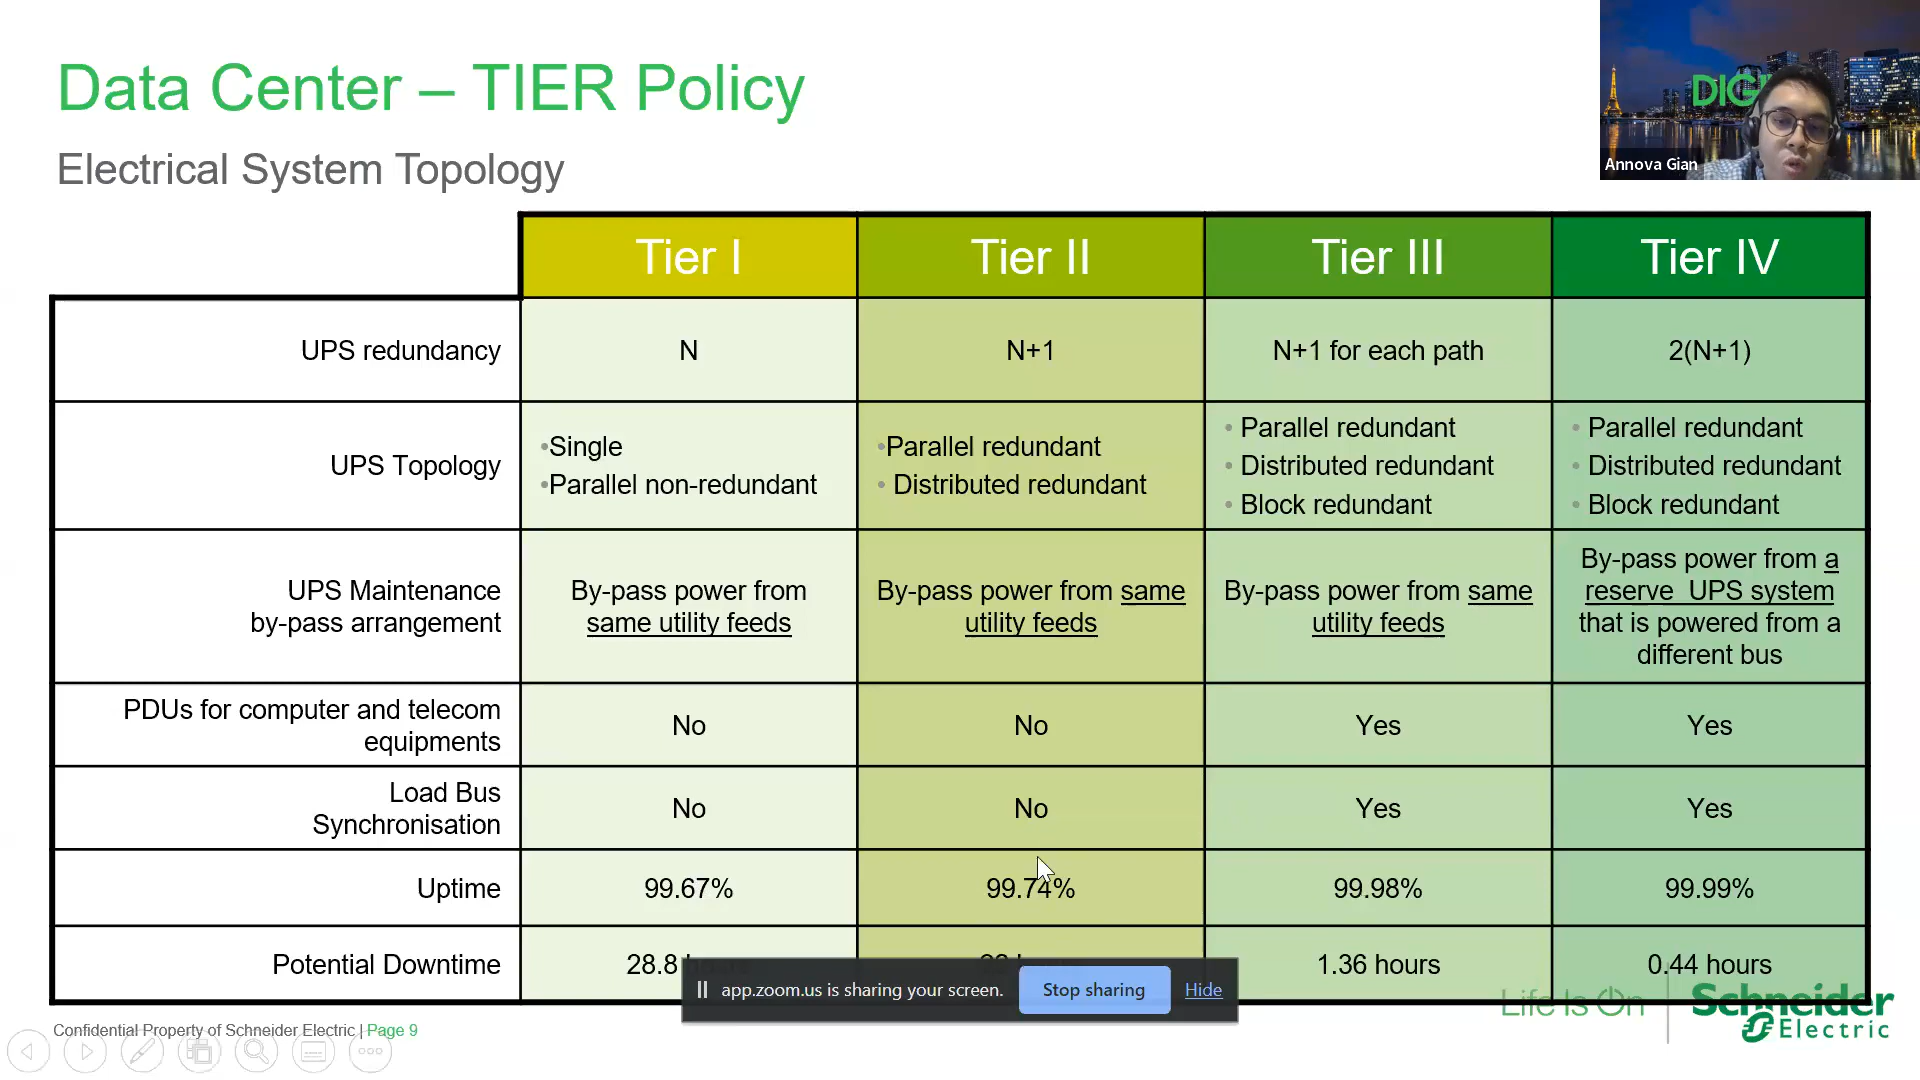 Data Center – TIER Policy
Electrical System Topology
DIGI
Annova Gian
Tier I
Tier II
Tier III
Tier IV
UPS redundancy
N
N+1
N+1 for each path
2(N+1)
UPS Topology
•Single
•Parallel non-redundant
•Parallel redundant
• Distributed redundant
• Parallel redundant
• Distributed redundant
• Block redundant
• Parallel redundant
• Distributed redundant
• Block redundant
UPS Maintenance
by-pass arrangement
By-pass power from
same utility feeds
By-pass power from same
utility feeds
By-pass power from same
utility feeds
By-pass power from a
reserve UPS system
that is powered from a
different bus
PDUs for computer and telecom
equipments
No
No
Yes
Yes
Load Bus
Synchronisation
No
No
Yes
Yes
Uptime
99.67%
99.74%
99.98%
99.99%
Potential Downtime
28.8
1.36 hours
0.44 hours
app.zoom.us is sharing your screen.
Stop sharing
Hide
Life Is On
Schneider
Electric
Confidential Property of Schneider Electric | Page 9